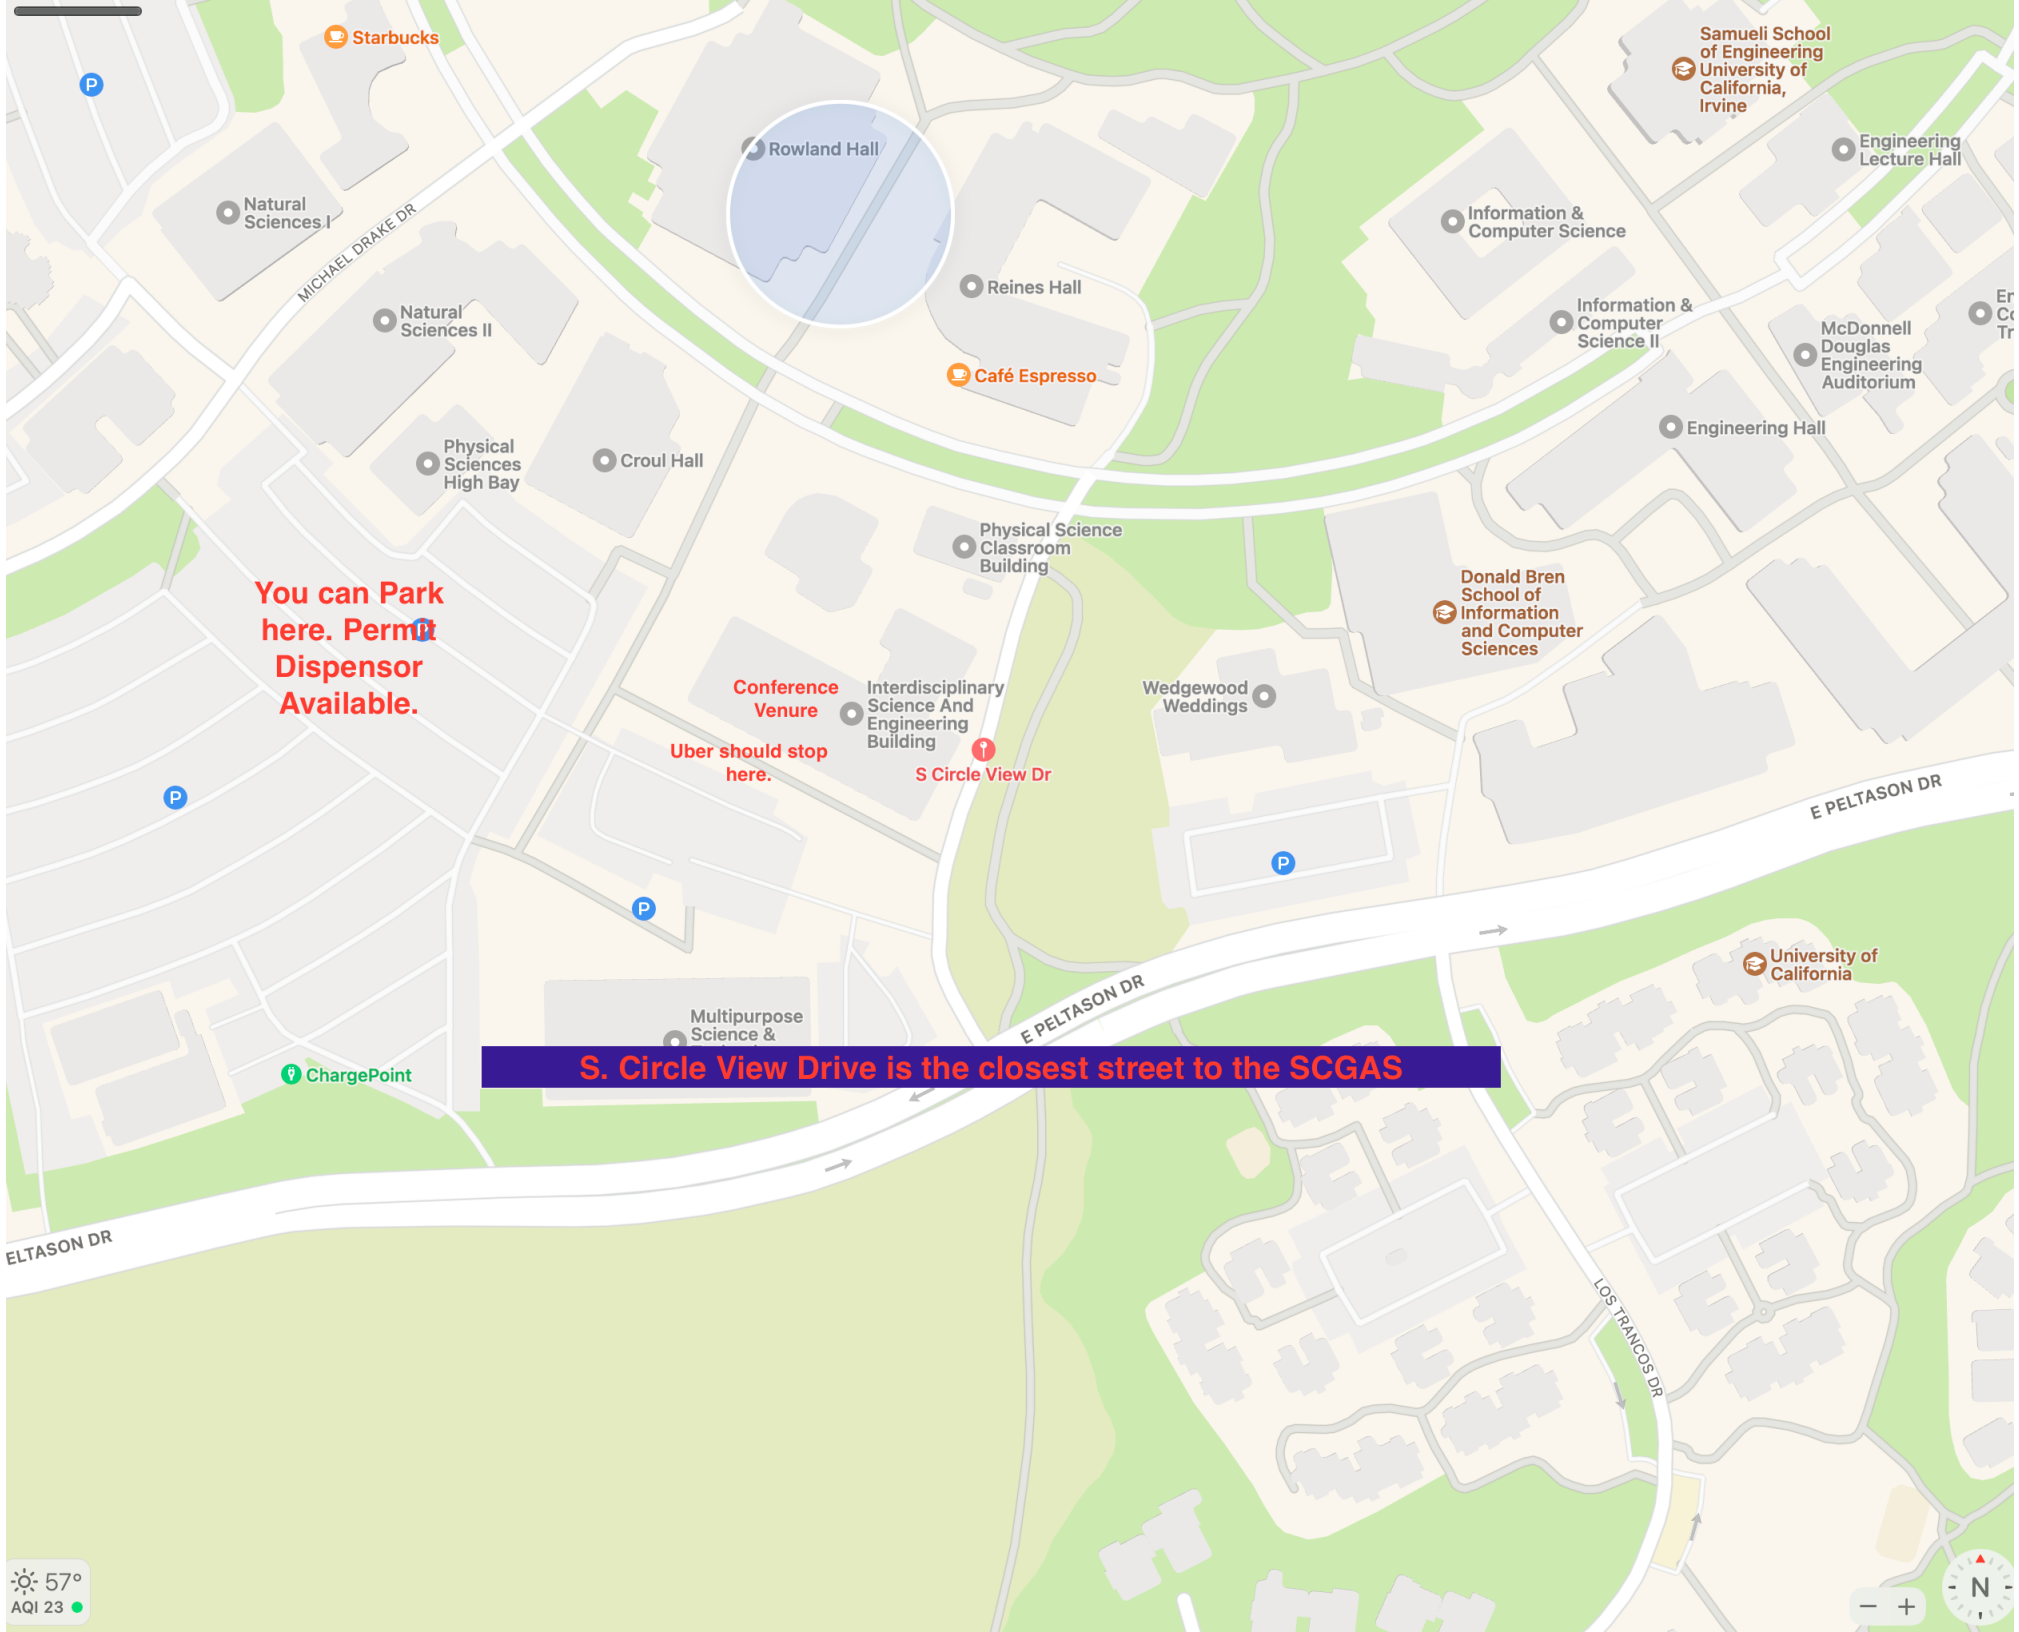 Starbucks
Samueli School
of Engineering
University of
California,
Irvine
P
Rowland Hall
Engineering
Lecture Hall
Natural
Sciences I
MICHAEL DRAKE DR
Information &
Computer Science
Natural
Sciences II
Reines Hall
Information &
Computer
Science II
McDonnell
Douglas
Engineering
Auditorium
En
Co
Tr
Café Espresso
Engineering Hall
Physical
Sciences
High Bay
Croul Hall
Physical Science
Classroom
Building
Donald Bren
School of
Information
and Computer
Sciences
You can Park
here. Permit
Dispensor
Available.
Conference
Venure
Interdisciplinary
Science And
Engineering
Building
Wedgewood
Weddings
Uber should stop
here.
S Circle View Dr
P
E PELTASON DR
P
P
University of
California
E PELTASON DR
Multipurpose
Science &
S. Circle View Drive is the closest street to the SCGAS
ChargePoint
ELTASON DR
LOS TRANCOS DR
57°
AQI 23
N